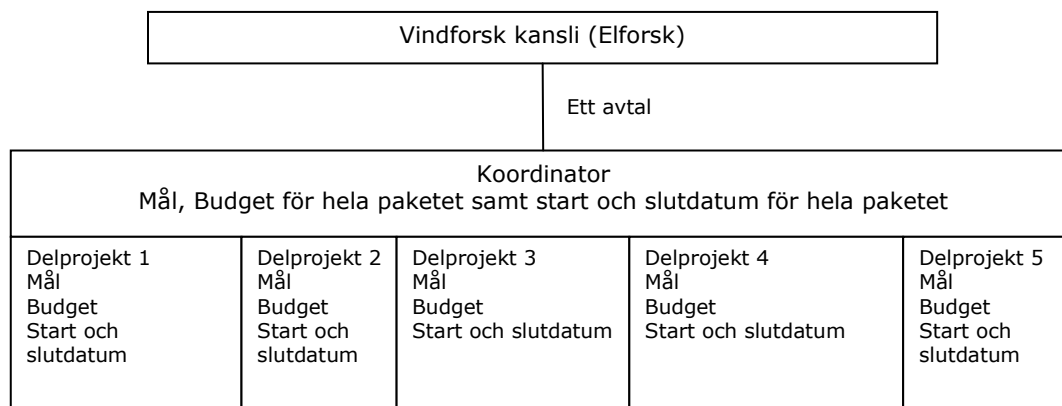 Vindforsk kansli (Elforsk)
Ett avtal
Koordinator
Mål, Budget för hela paketet samt start och slutdatum för hela paketet
Delprojekt 1
Mål
Budget
Start och
slutdatum
Delprojekt 2
Mål
Budget
Start och
slutdatum
Delprojekt 3
Mål
Budget
Start och slutdatum
Delprojekt 4
Mål
Budget
Start och slutdatum
Delprojekt 5
Mål
Budget
Start och
slutdatum